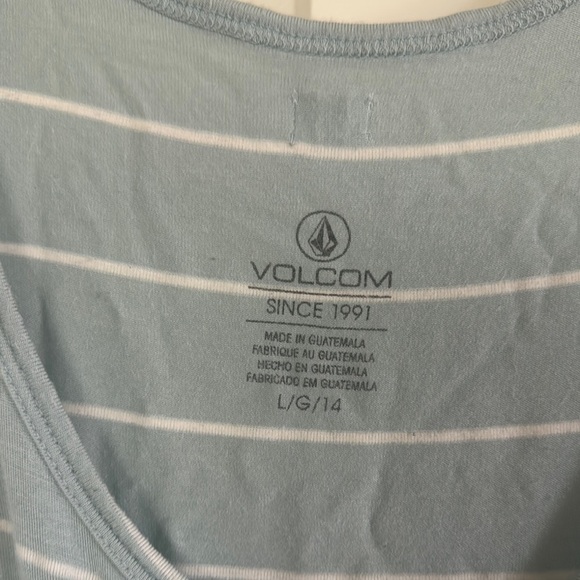 VOLCOM
SINCE 1991
MADE IN GUATEMALA
FABRIQUE AU GUATEMALA
HECHO EN GUATEMALA
FABRICADO EM GUATEMALA
L/G/14